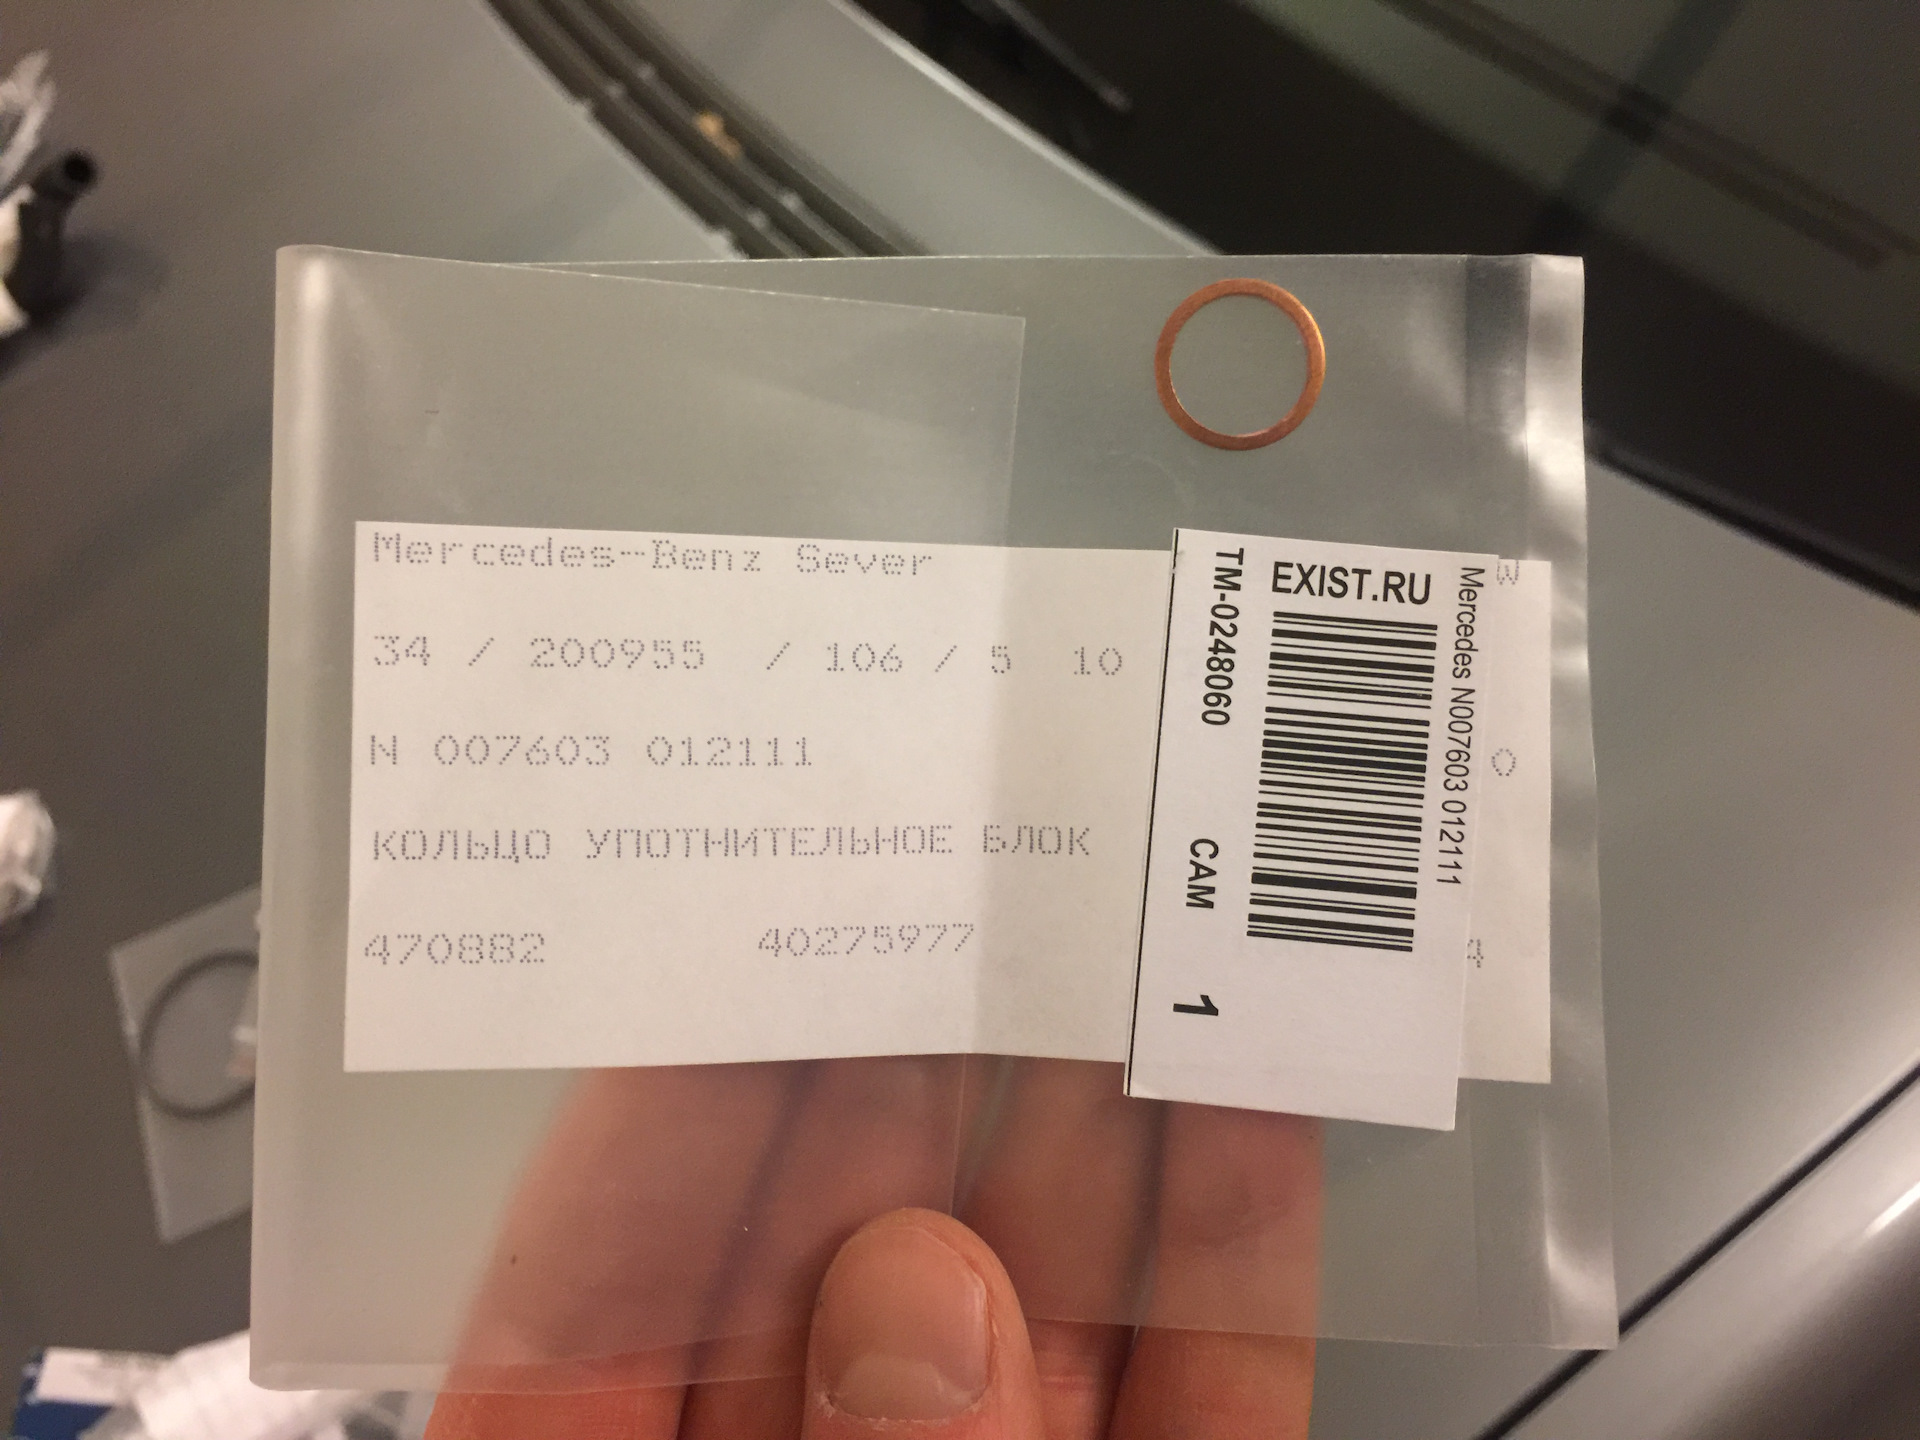 Mercedes-Benz Sever
34 / 200955 / 106 / 5 10
N 007603 012111
КОЛЬЦО УПОТНИТЕЛЬНОЕ БЛОК
470882 40275977
W
O
4
EXIST.RU
Mercedes N007603 012111
TM-0248060 CAM 1